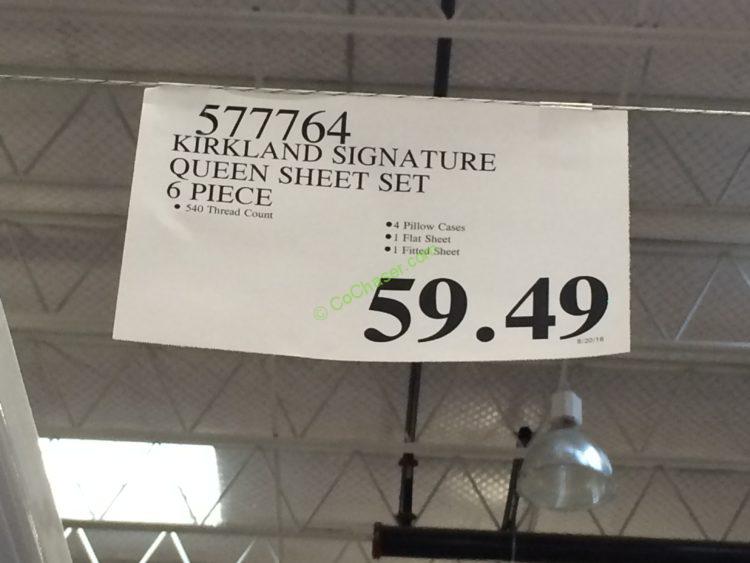 577764
KIRKLAND SIGNATURE
QUEEN SHEET SET
6 PIECE
• 540 Thread Count
• 4 Pillow Cases
• 1 Flat Sheet
• 1 Fitted Sheet
© CoChaser.com
59.49
8/20/16